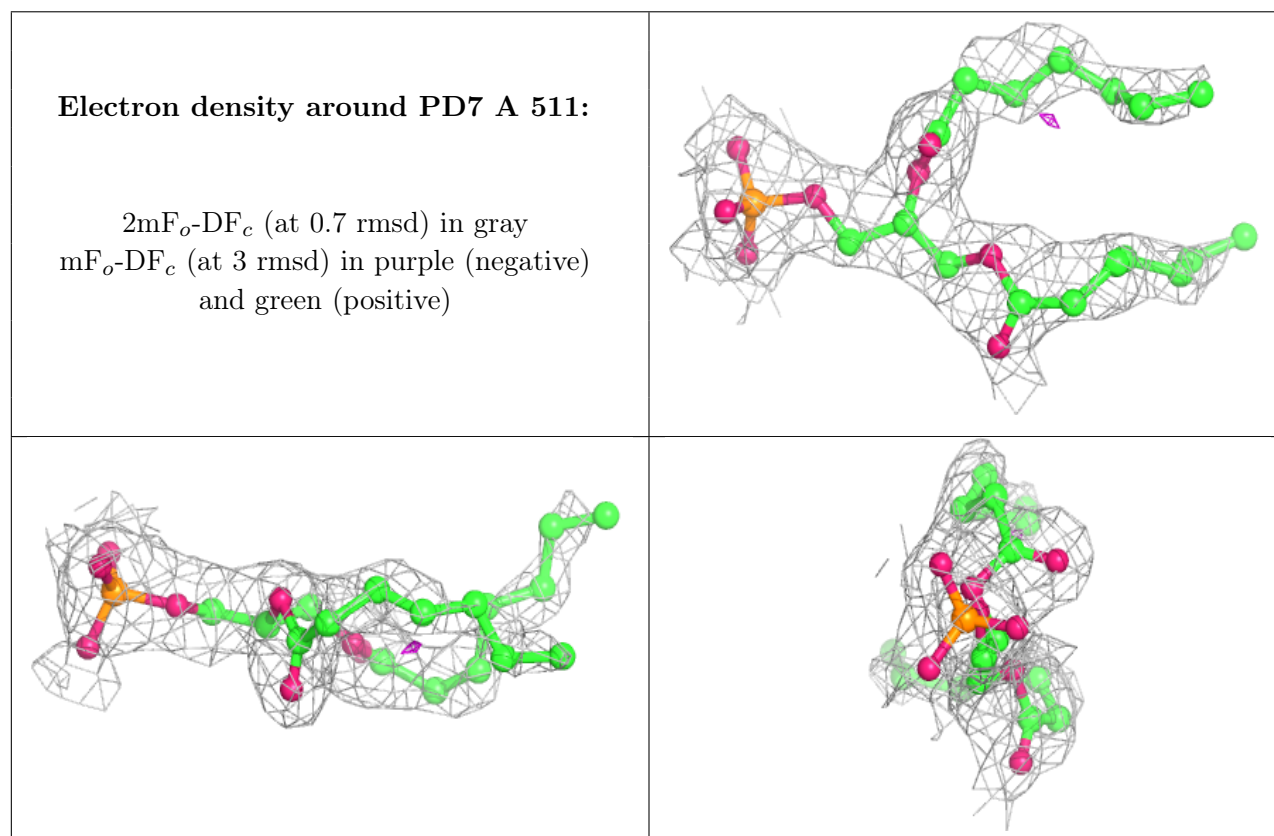 Electron density around PD7 A 511:
2mFo-DFc (at 0.7 rmsd) in gray
mFo-DFc (at 3 rmsd) in purple (negative)
and green (positive)